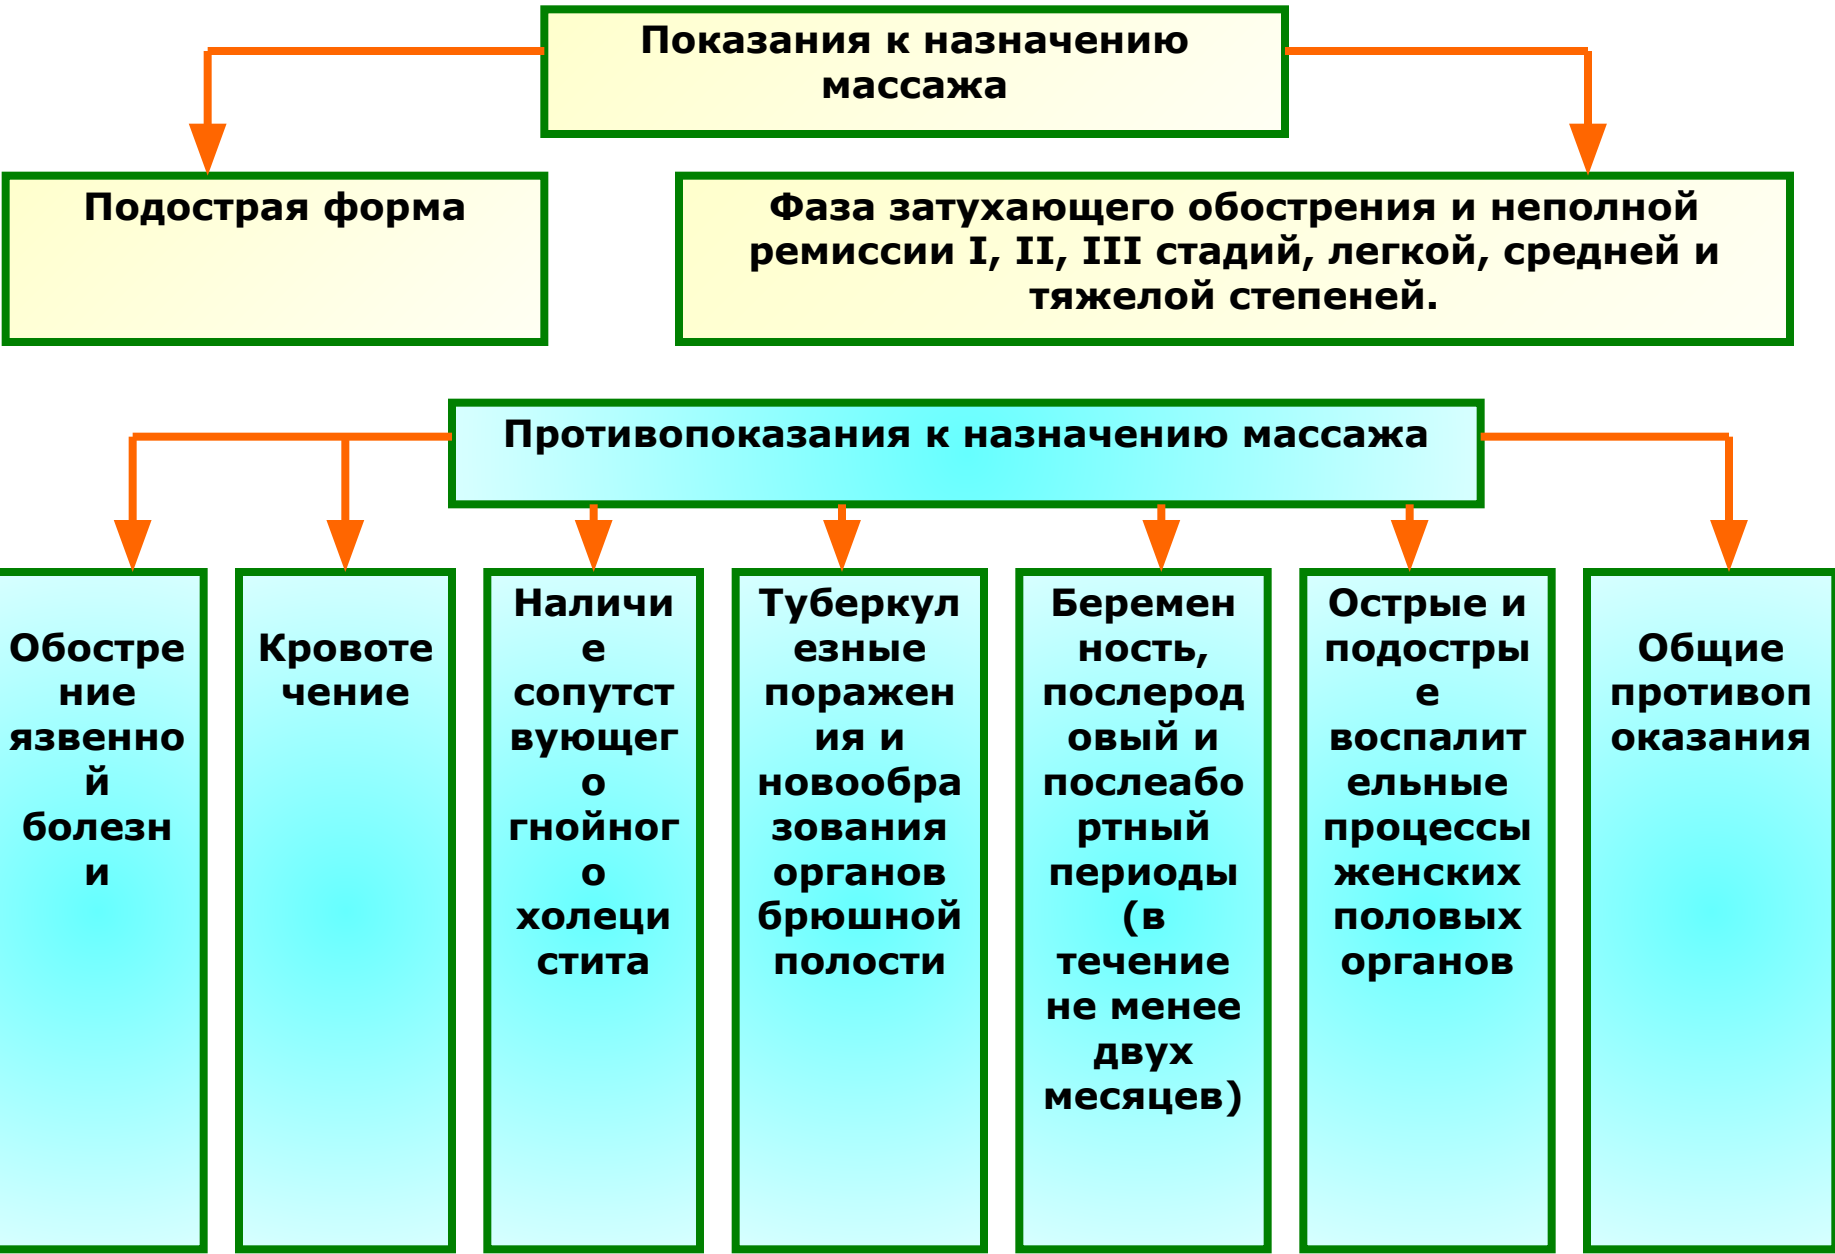 Показания к назначению
массажа
Подострая форма
Фаза затухающего обострения и неполной
ремиссии I, II, III стадий, легкой, средней и
тяжелой степеней.
Противопоказания к назначению массажа
Обостре
ние
язвенно
й
болезн
и
Кровоте
чение
Наличи
е
сопутст
вующег
о
гнойног
о
холеци
стита
Туберкул
езные
поражен
ия и
новообра
зования
органов
брюшной
полости
Беремен
ность,
послерод
овый и
послеабо
ртный
периоды
(в
течение
не менее
двух
месяцев)
Острые и
подостры
е
воспалит
ельные
процессы
женских
половых
органов
Общие
противоп
оказания